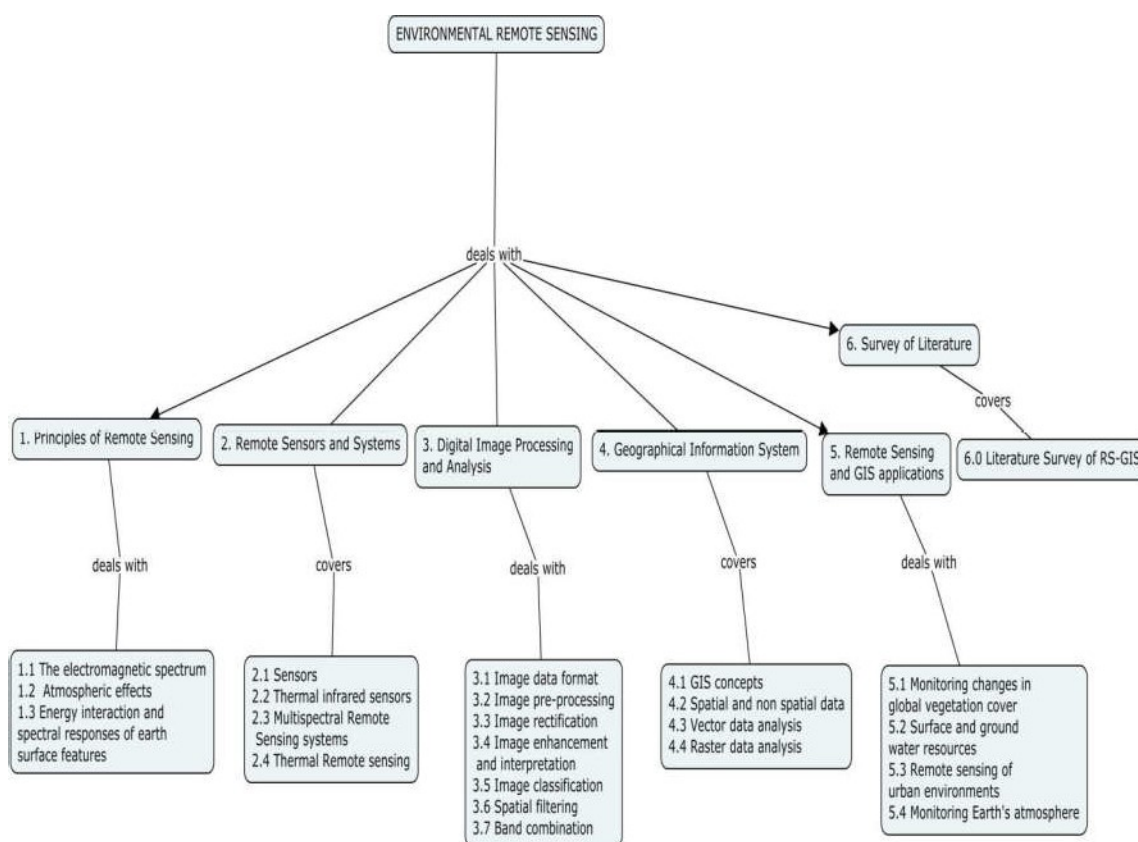 ENVIRONMENTAL REMOTE SENSING
deals with
6. Survey of Literature
covers
6.0 Literature Survey of RS-GIS
1. Principles of Remote Sensing
deals with
1.1 The electromagnetic spectrum
1.2 Atmospheric effects
1.3 Energy interaction and
spectral responses of earth
surface features
2. Remote Sensors and Systems
covers
2.1 Sensors
2.2 Thermal infrared sensors
2.3 Multispectral Remote
Sensing systems
2.4 Thermal Remote sensing
3. Digital Image Processing
and Analysis
deals with
3.1 Image data format
3.2 Image pre-processing
3.3 Image rectification
3.4 Image enhancement
and interpretation
3.5 Image classification
3.6 Spatial filtering
3.7 Band combination
4. Geographical Information System
covers
4.1 GIS concepts
4.2 Spatial and non spatial data
4.3 Vector data analysis
4.4 Raster data analysis
5. Remote Sensing
and GIS applications
deals with
5.1 Monitoring changes in
global vegetation cover
5.2 Surface and ground
water resources
5.3 Remote sensing of
urban environments
5.4 Monitoring Earth's atmosphere